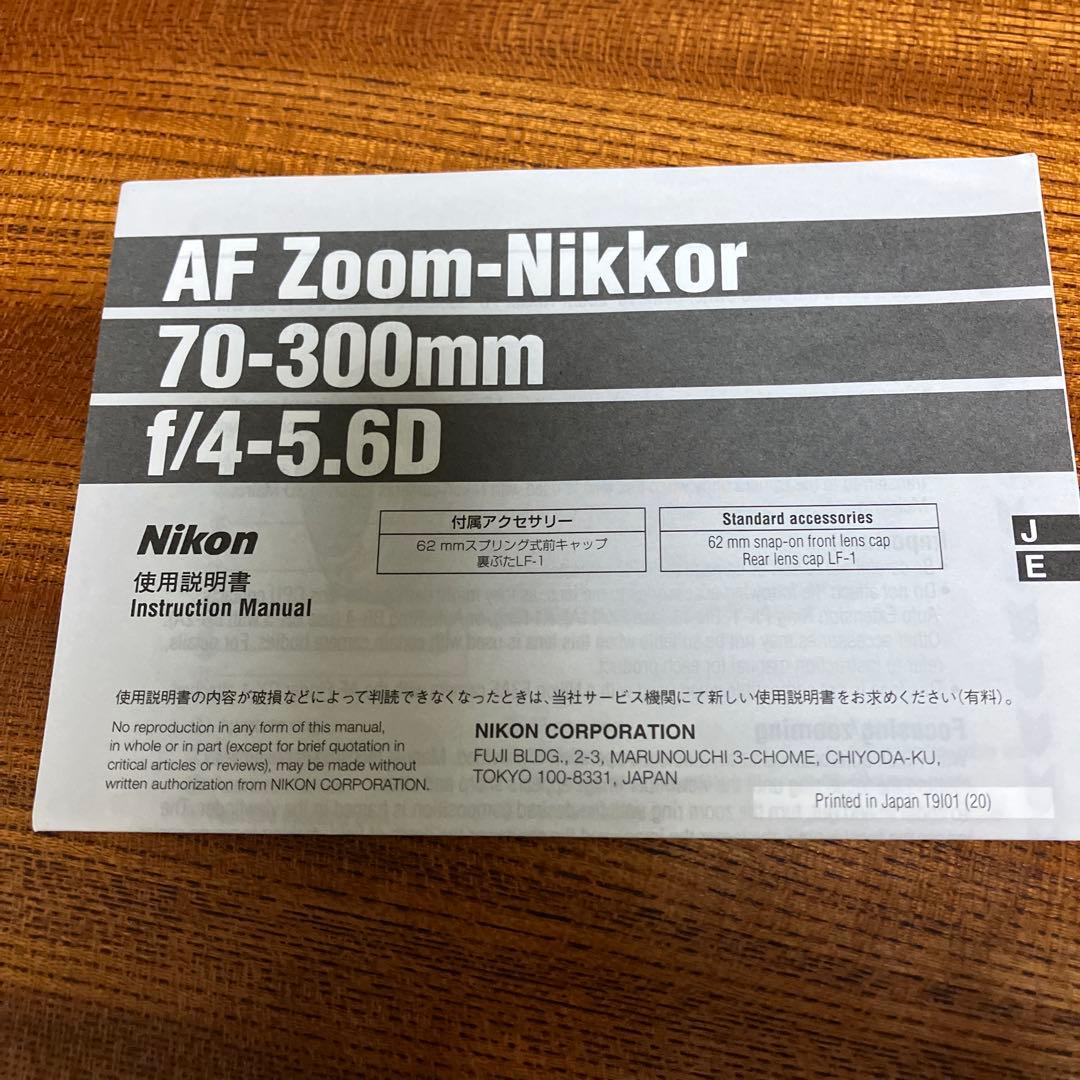 AF Zoom-Nikkor
70-300mm
f/4-5.6D
Nikon
使用説明書
Instruction Manual
付属アクセサリー
62 mmスプリング式前キャップ
裏ぶたLF-1
Standard accessories
62 mm snap-on front lens cap
Rear lens cap LF-1
J
E
使用説明書の内容が破損などによって判読できなくなったときは、当社サービス機関にて新しい使用説明書をお求めください（有料）。
No reproduction in any form of this manual,
in whole or in part (except for brief quotation in
critical articles or reviews), may be made without
written authorization from NIKON CORPORATION.
NIKON CORPORATION
FUJI BLDG., 2-3, MARUNOUCHI 3-CHOME, CHIYODA-KU,
TOKYO 100-8331, JAPAN
Printed in Japan T9I01 (20)